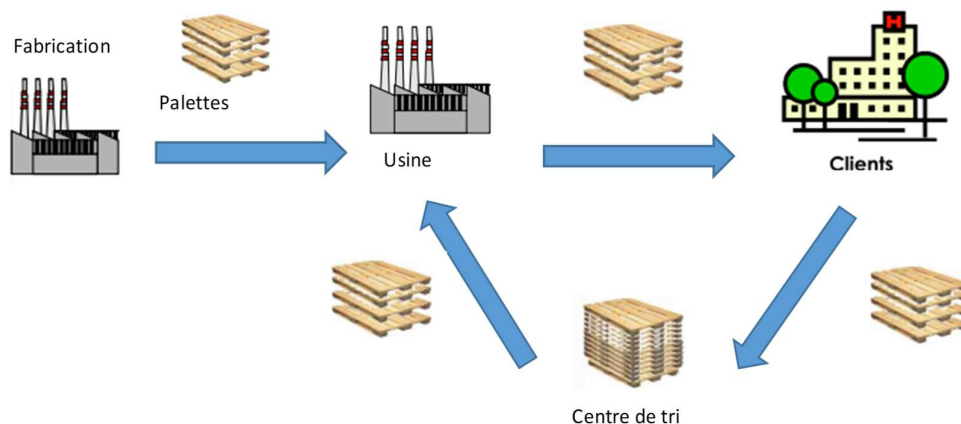 Fabrication
Palettes
Usine
H
Clients
Centre de tri